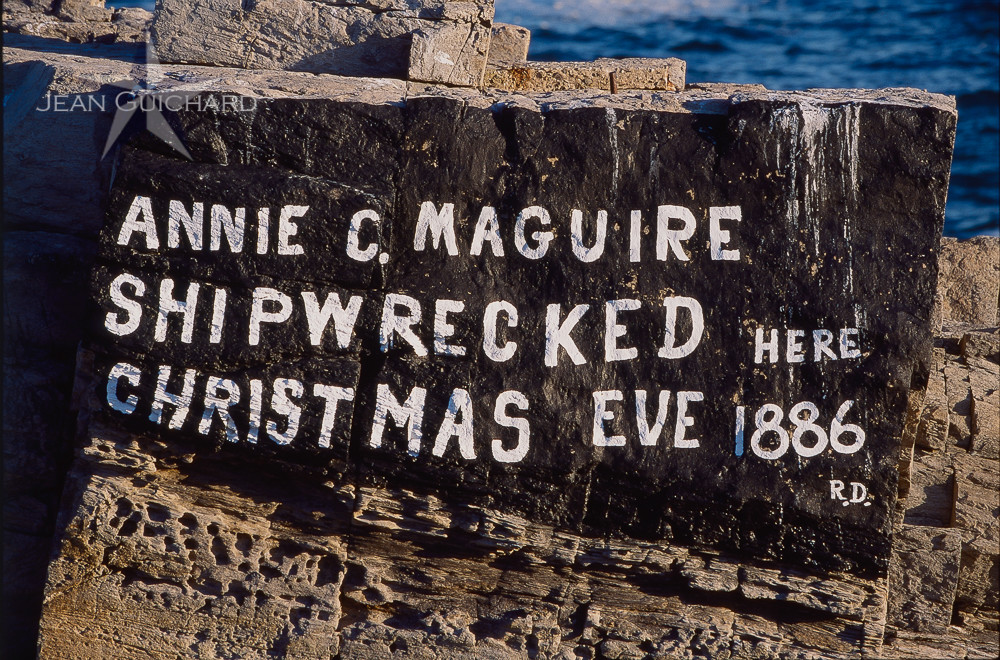 JEAN GUICHARD
ANNIE C. MAGUIRE
SHIPWRECKED HERE
CHRISTMAS EVE 1886
R.D.